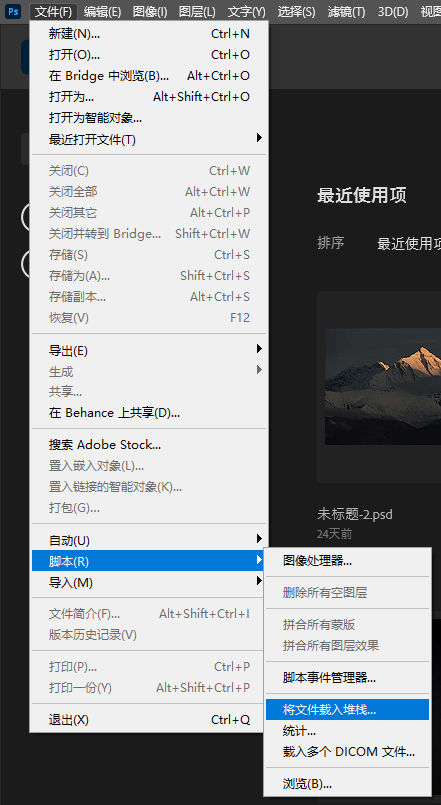 Ps 文件(F) 编辑(E) 图像(I) 图层(L) 文字(Y) 选择(S) 滤镜(T) 3D(D) 视图
新建(N)... Ctrl+N
打开(O)... Ctrl+O
在 Bridge 中浏览(B)... Alt+Ctrl+O
打开为... Alt+Shift+Ctrl+O
打开为智能对象...
最近打开文件(T)
关闭(C) Ctrl+W
关闭全部 Alt+Ctrl+W
关闭其它 Alt+Ctrl+P
关闭并转到 Bridge... Shift+Ctrl+W
存储(S) Ctrl+S
存储为(A)... Shift+Ctrl+S
存储副本... Alt+Ctrl+S
恢复(V) F12
导出(E)
生成
共享...
在 Behance 上共享(D)...
搜索 Adobe Stock...
置入嵌入对象(L)...
置入链接的智能对象(K)...
打包(G)...
自动(U)
脚本(R)
导入(M)
文件简介(F)... Alt+Shift+Ctrl+I
版本历史记录(V)
打印(P)... Ctrl+P
打印一份(Y) Alt+Shift+Ctrl+P
退出(X) Ctrl+Q
最近使用项
排序 最近使用项
未标题-2.psd
24天前
图像处理器...
删除所有空图层
拼合所有蒙版
拼合所有图层效果
脚本事件管理器...
将文件载入堆栈...
统计...
载入多个 DICOM 文件...
浏览(B)...